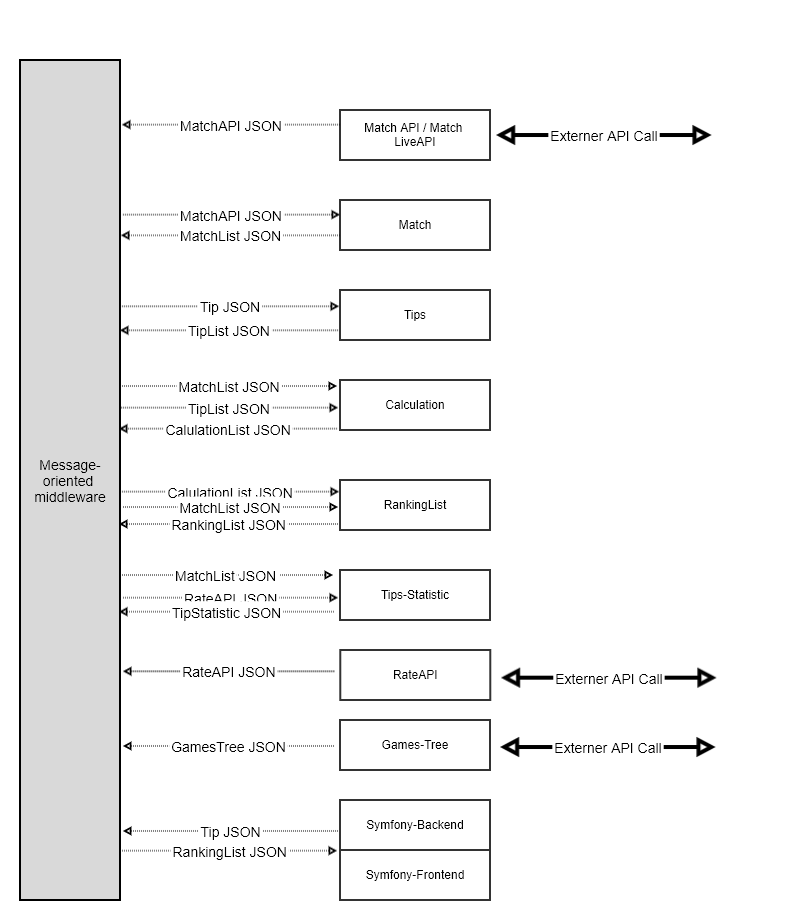 MatchAPI JSON
Match API / Match
LiveAPI
Externer API Call
MatchAPI JSON
MatchList JSON
Match
Tip JSON
TipList JSON
Tips
MatchList JSON
TipList JSON
CalulationList JSON
Calculation
Message-
oriented
middleware
CalulationList JSON
MatchList JSON
RankingList JSON
RankingList
MatchList JSON
RateAPI JSON
TipStatistic JSON
Tips-Statistic
RateAPI JSON
RateAPI
Externer API Call
GamesTree JSON
Games-Tree
Externer API Call
Tip JSON
RankingList JSON
Symfony-Backend
Symfony-Frontend